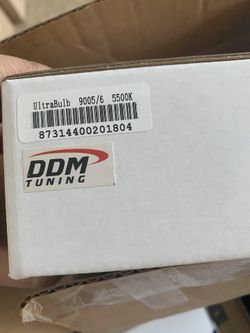 UltraBulb 9005/6 5500K
87314400201804
DDM
TUNING